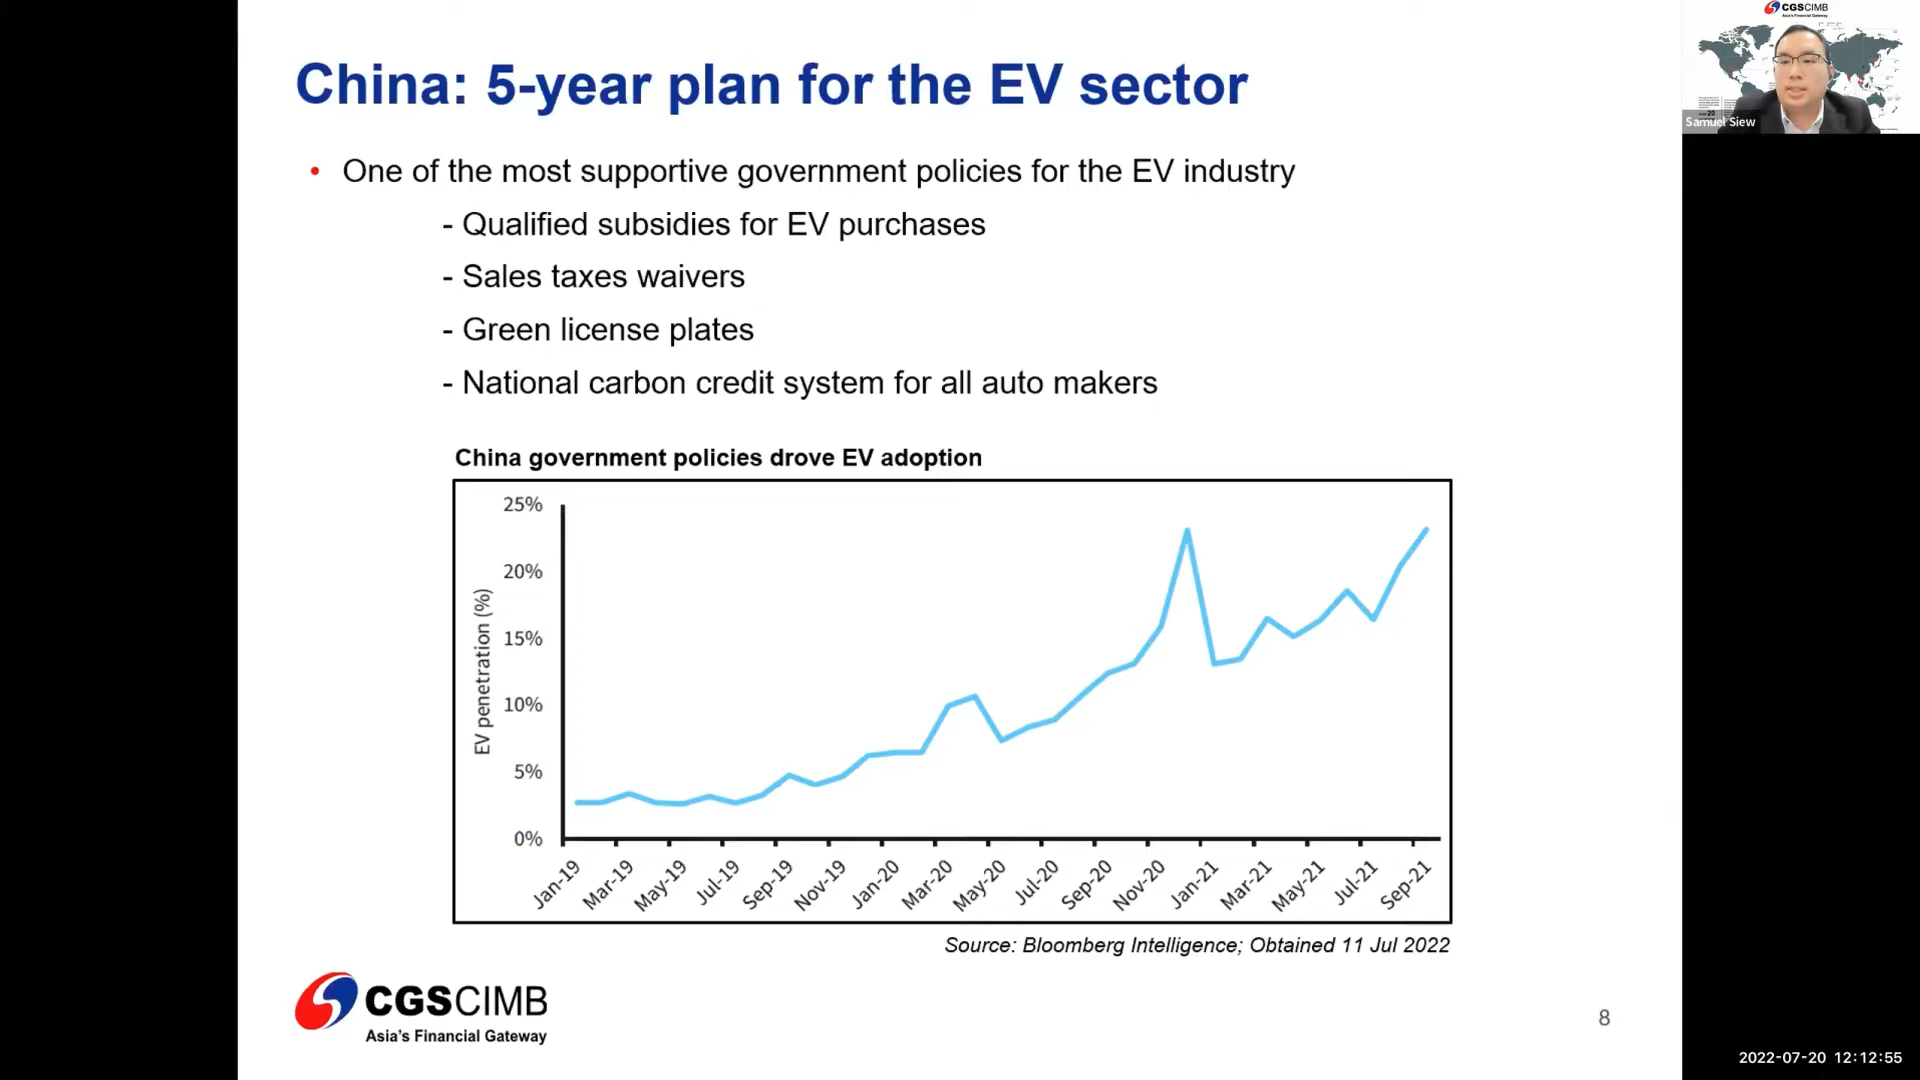 China: 5-year plan for the EV sector
• One of the most supportive government policies for the EV industry
- Qualified subsidies for EV purchases
- Sales taxes waivers
- Green license plates
- National carbon credit system for all auto makers
China government policies drove EV adoption
25%
20%
15%
10%
5%
0%
EV penetration (%)
Jan-19
Mar-19
May-19
Jul-19
Sep-19
Nov-19
Jan-20
Mar-20
May-20
Jul-20
Sep-20
Nov-20
Jan-21
Mar-21
May-21
Jul-21
Sep-21
Source: Bloomberg Intelligence; Obtained 11 Jul 2022
CGSCIMB
Asia's Financial Gateway
8
CGSCIMB
Asia's Financial Gateway
Samuel Siew
2022-07-20 12:12:55